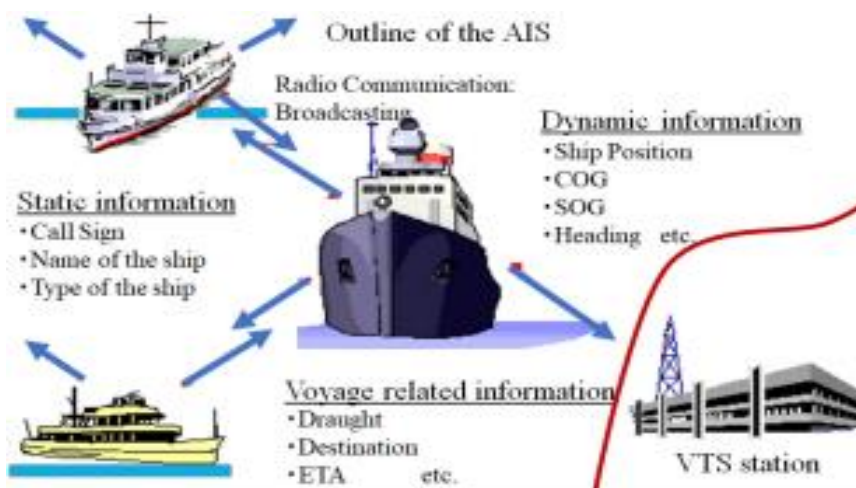 Outline of the AIS
Radio Communication:
Broadcasting
Dynamic information
・Ship Position
・COG
・SOG
・Heading etc.
Static information
・Call Sign
・Name of the ship
・Type of the ship
Voyage related information
・Draught
・Destination
・ETA etc.
VTS station